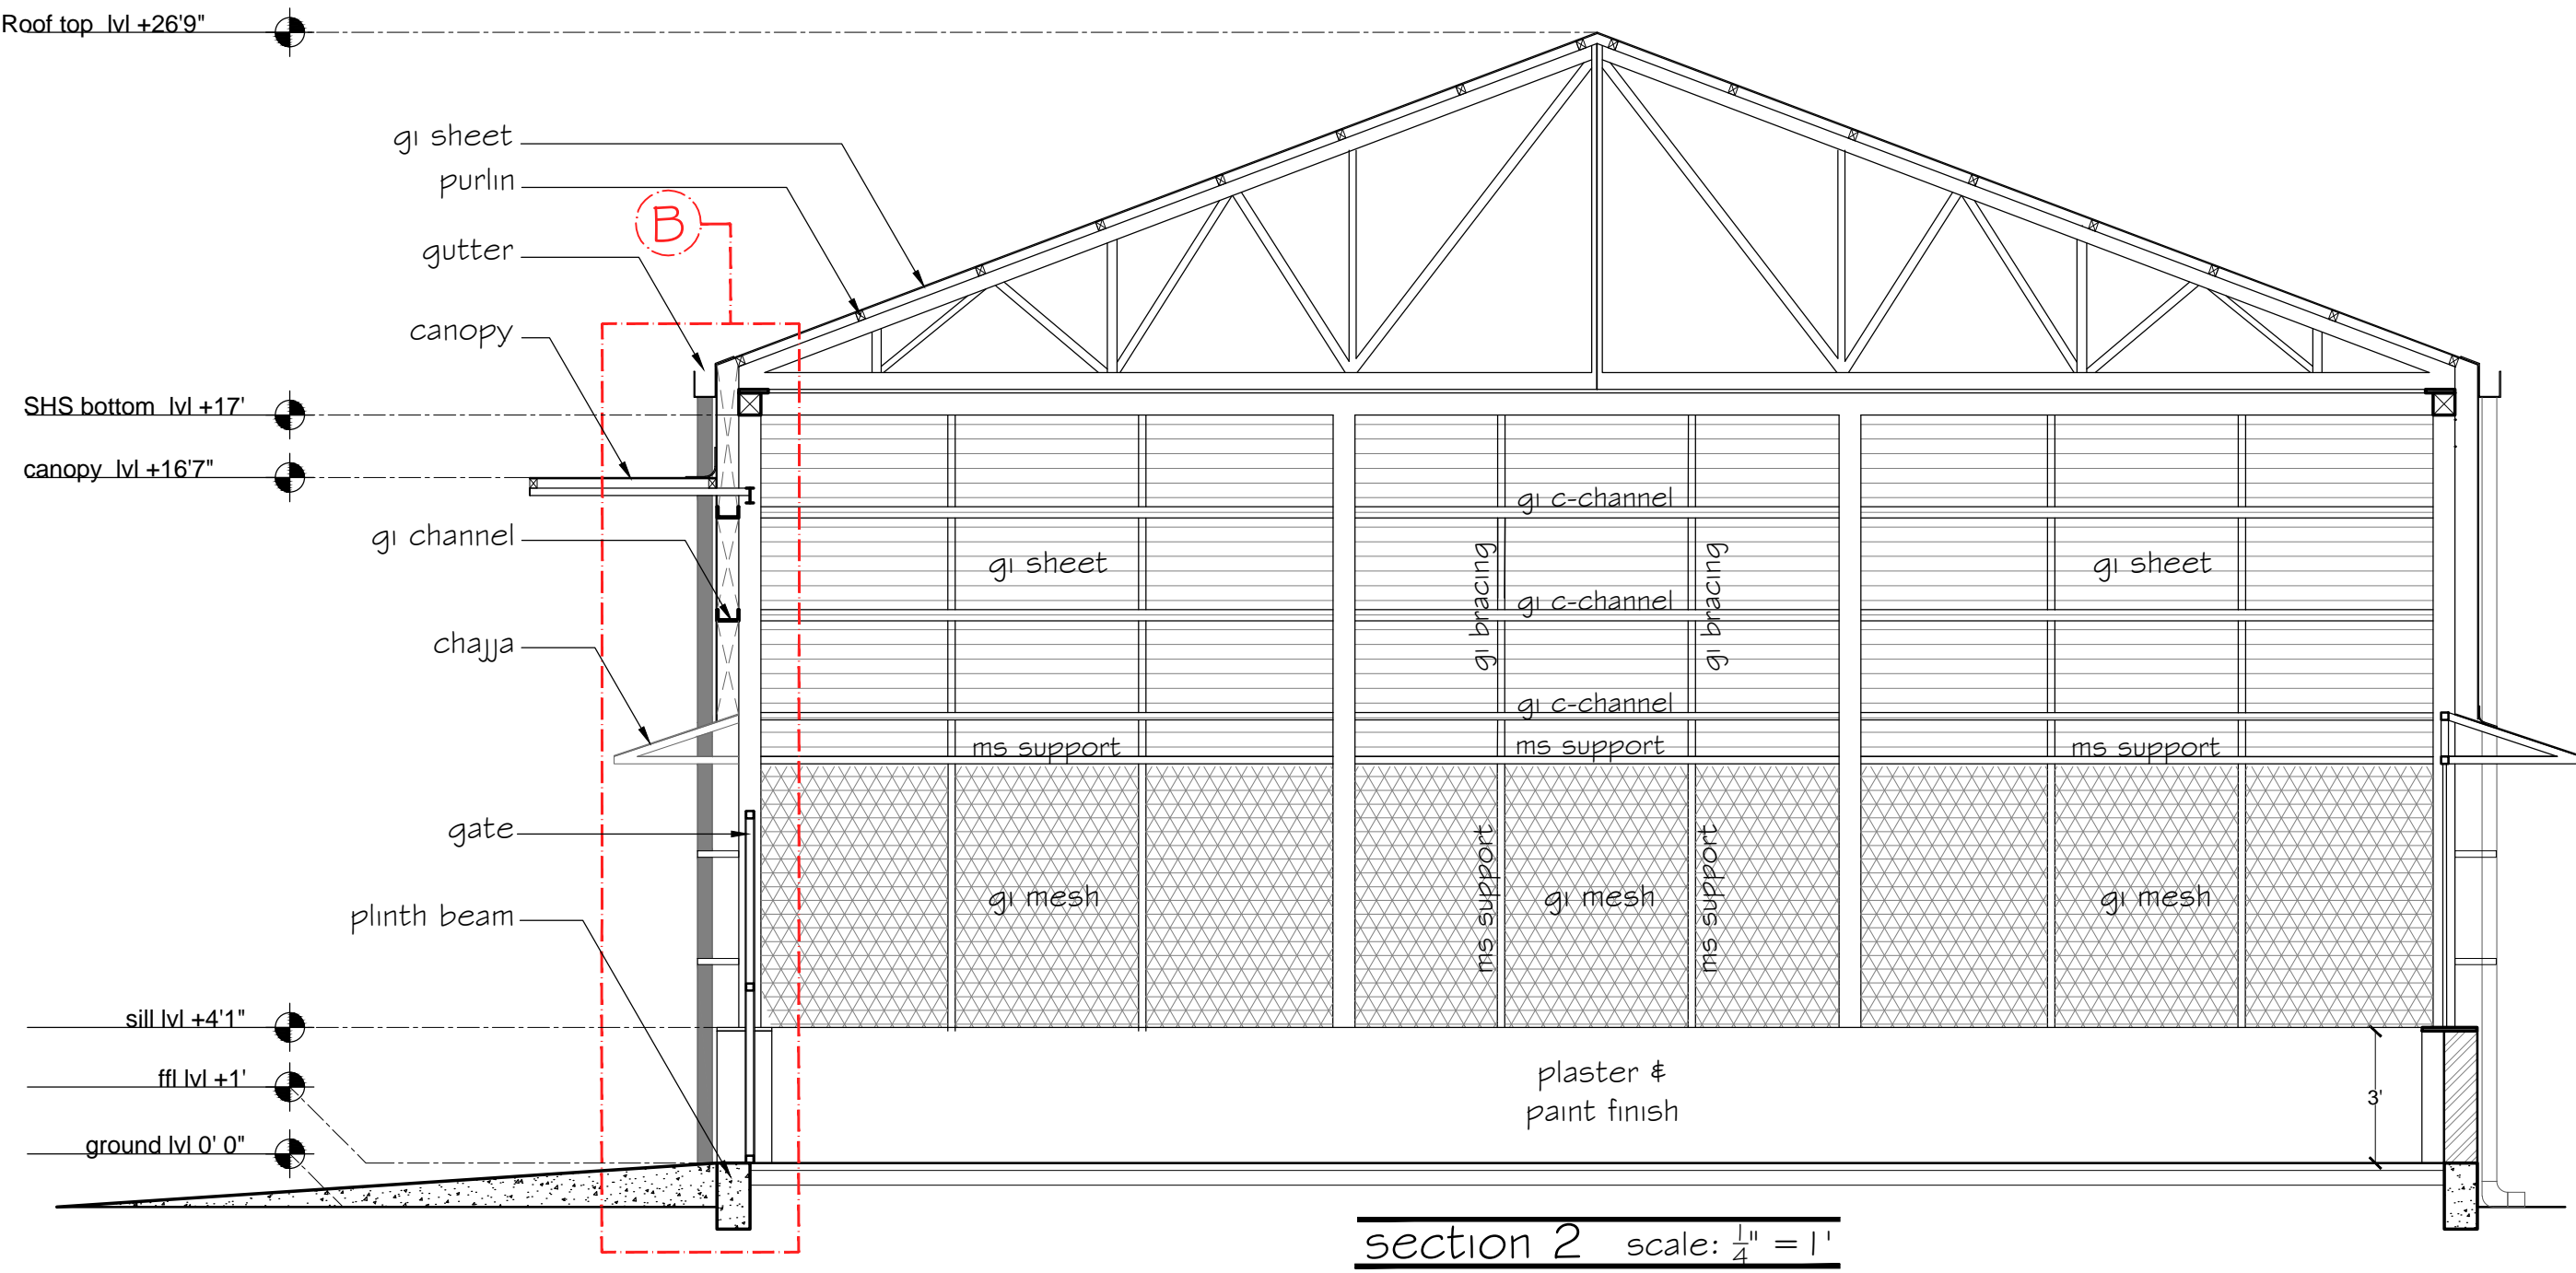 Roof top lvl +26'9"
gi sheet
purlin
B
gutter
canopy
SHS bottom lvl +17'
canopy lvl +16'7"
gi c-channel
gi channel
gi sheet
gi bracing
gi bracing
gi sheet
gi c-channel
chajja
gi c-channel
ms support
ms support
ms support
gate
ms support
ms support
gi mesh
gi mesh
gi mesh
plinth beam
sill lvl +4'1"
ffl lvl +1'
plaster &
paint finish
3'
ground lvl 0' 0"
section 2 scale: 1/4" = 1'